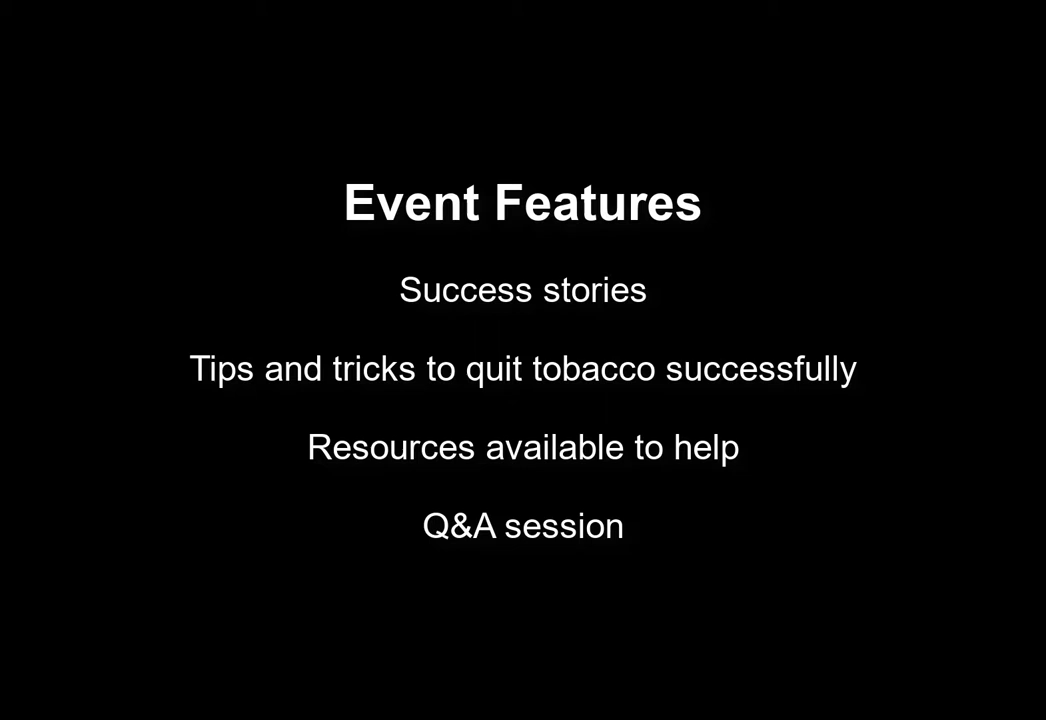 Event Features
Success stories
Tips and tricks to quit tobacco successfully
Resources available to help
Q&A session